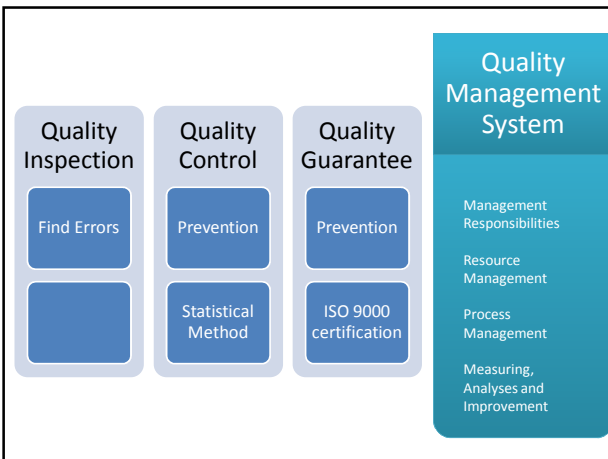 Quality
Inspection
Find Errors
Quality
Control
Prevention
Statistical
Method
Quality
Guarantee
Prevention
ISO 9000
certification
Quality
Management
System
Management
Responsibilities
Resource
Management
Process
Management
Measuring,
Analyses and
Improvement